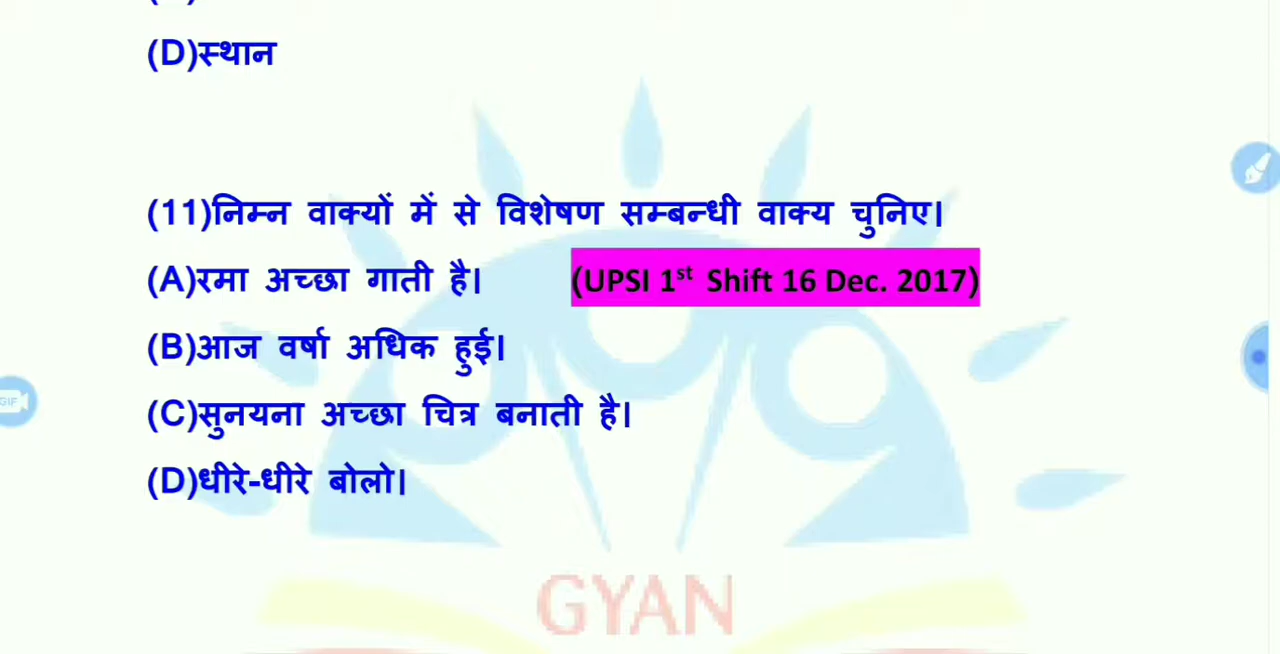 (D)स्थान
(11)निम्न वाक्यों में से विशेषण सम्बन्धी वाक्य चुनिए।
(A)रमा अच्छा गाती है। (UPSI 1st Shift 16 Dec. 2017)
(B)आज वर्षा अधिक हुई।
(C)सुनयना अच्छा चित्र बनाती है।
(D)धीरे-धीरे बोलो।
GIF
GYAN